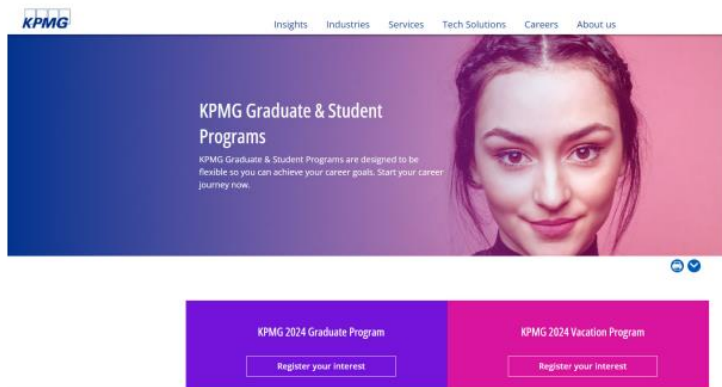 KPMG
Insights Industries Services Tech Solutions Careers About us
KPMG Graduate & Student
Programs
KPMG Graduate & Student Programs are designed to be
flexible so you can achieve your career goals. Start your career
journey now.
KPMG 2024 Graduate Program
KPMG 2024 Vacation Program
Register your interest
Register your interest